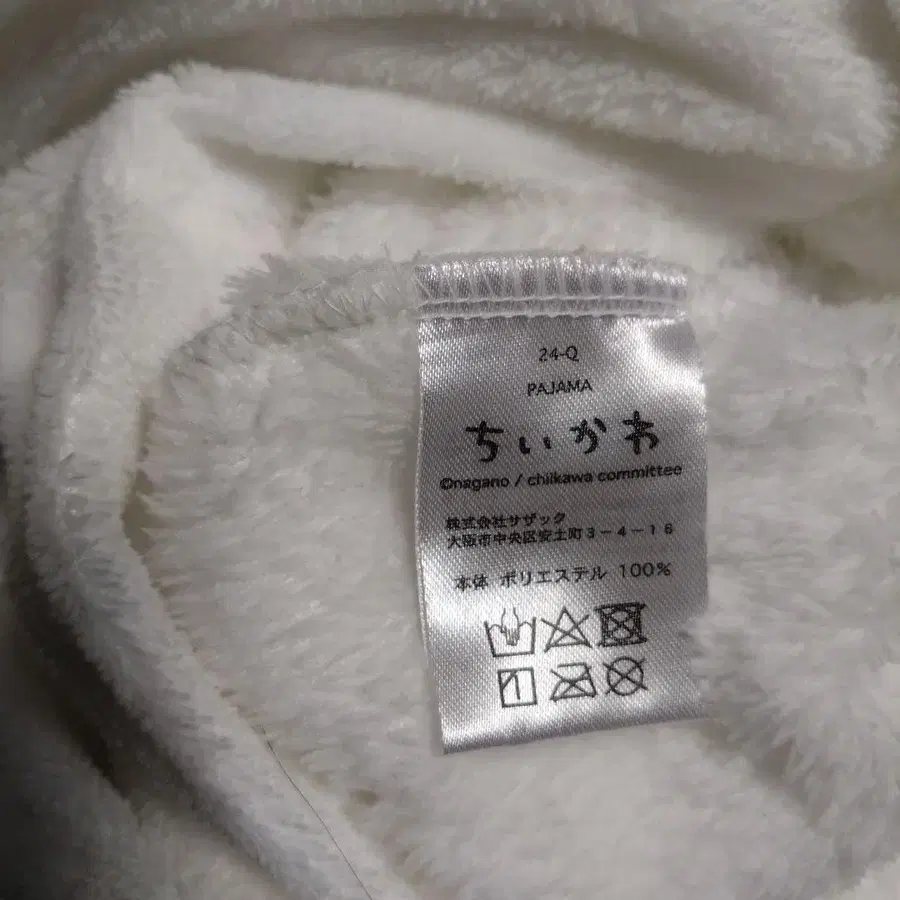 24-Q
PAJAMA
ちいかわ
©nagano / chiikawa committee
株式会社サザック
大阪市中央区安土町3-4-16
本体 ポリエステル 100%